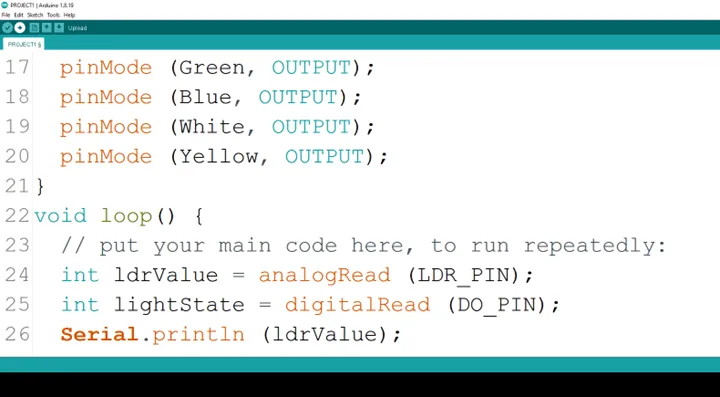 PROJECT1 | Arduino 1.8.19
File Edit Sketch Tools Help
Upload
PROJECT1 §
17 pinMode (Green, OUTPUT);
18 pinMode (Blue, OUTPUT);
19 pinMode (White, OUTPUT);
20 pinMode (Yellow, OUTPUT);
21 }
22 void loop() {
23 // put your main code here, to run repeatedly:
24 int ldrValue = analogRead (LDR_PIN);
25 int lightState = digitalRead (DO_PIN);
26 Serial.println (ldrValue);